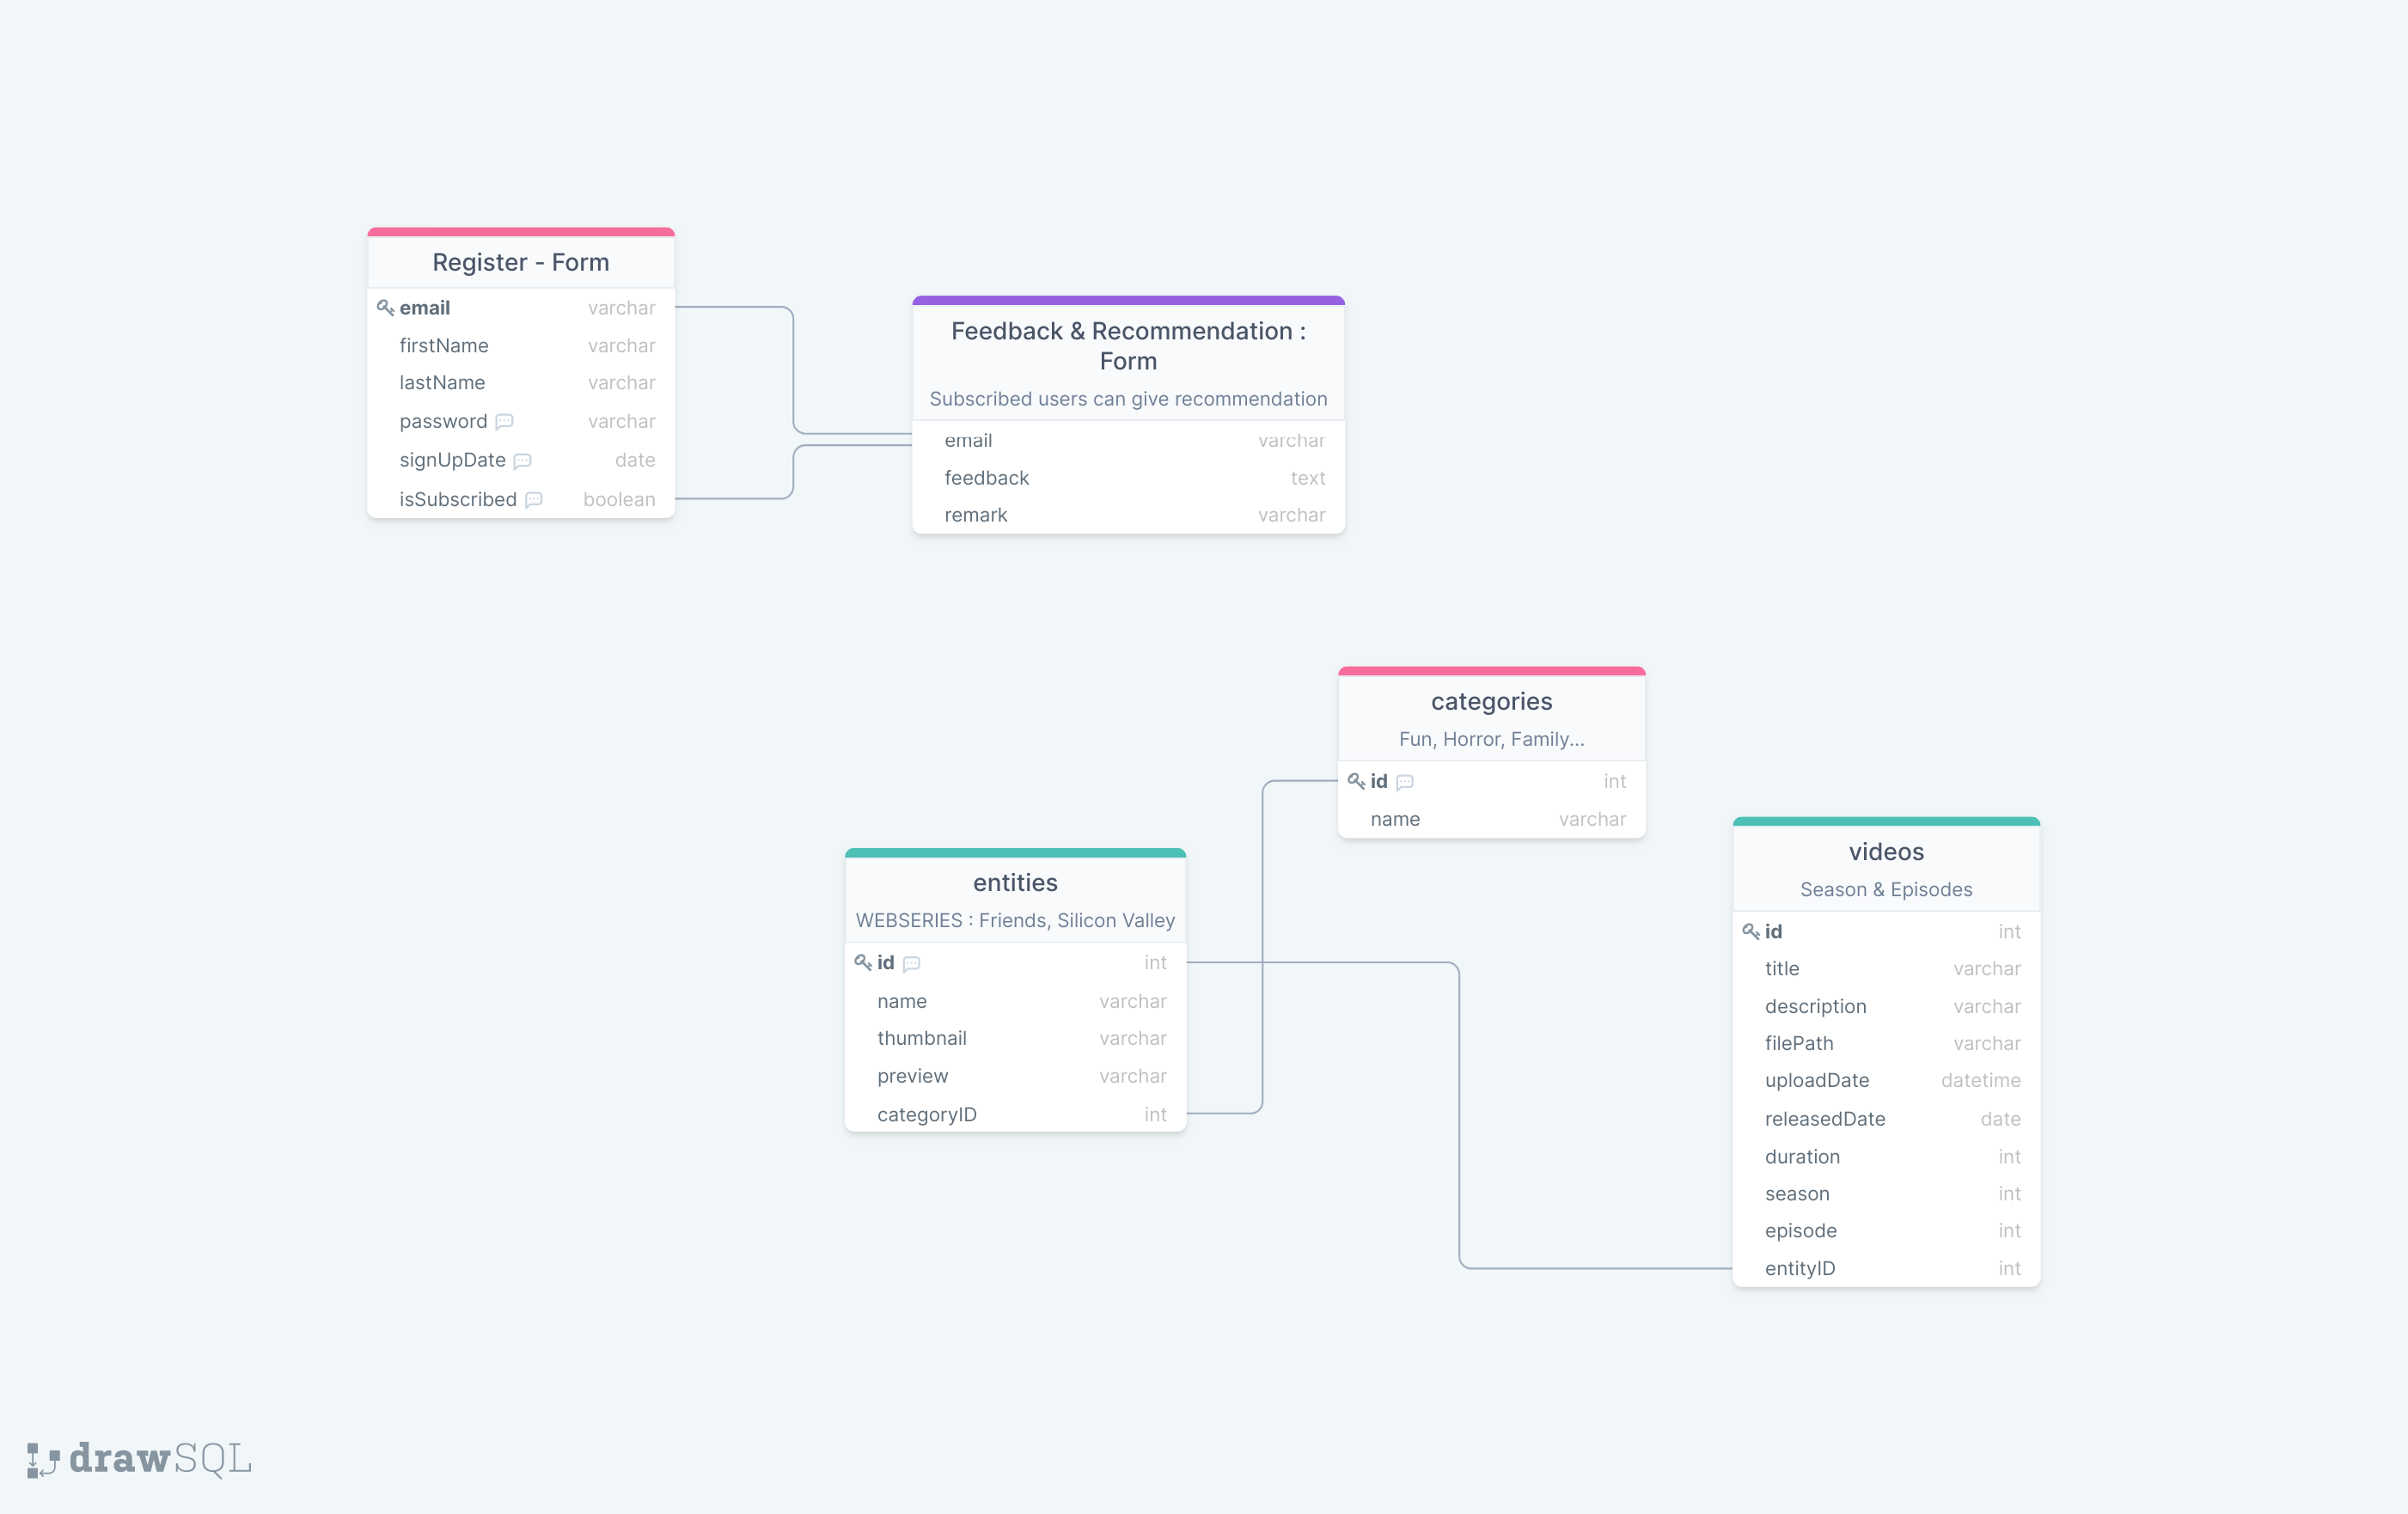 Register - Form
email varchar
firstName varchar
lastName varchar
password varchar
signUpDate date
isSubscribed boolean
Feedback & Recommendation :
Form
Subscribed users can give recommendation
email varchar
feedback text
remark varchar
categories
Fun, Horror, Family...
id int
name varchar
entities
WEBSERIES : Friends, Silicon Valley
id int
name varchar
thumbnail varchar
preview varchar
categoryID int
videos
Season & Episodes
id int
title varchar
description varchar
filePath varchar
uploadDate datetime
releasedDate date
duration int
season int
episode int
entityID int
drawSQL